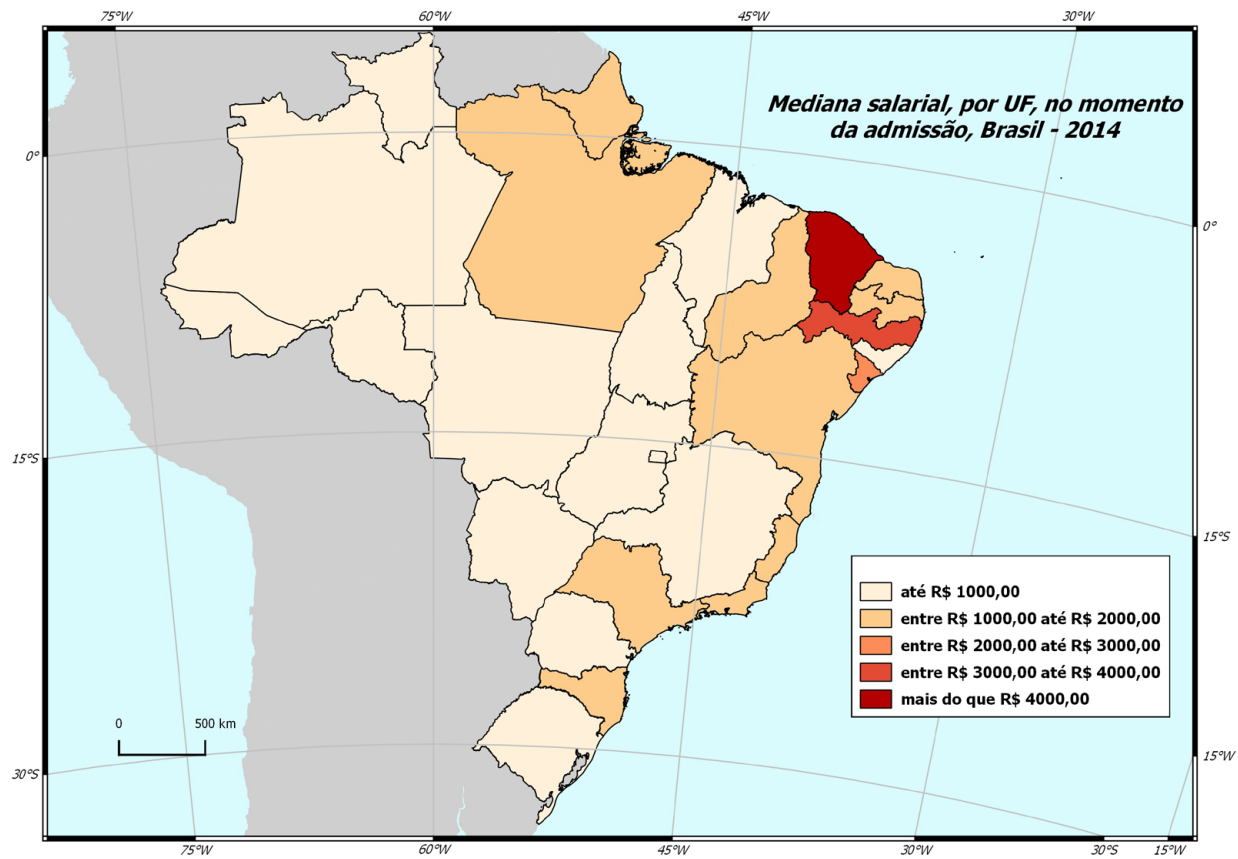 75°W 60°W 45°W 30°W
Mediana salarial, por UF, no momento
da admissão, Brasil - 2014
0°
0°
15°S
15°S
até R$ 1000,00
entre R$ 1000,00 até R$ 2000,00
entre R$ 2000,00 até R$ 3000,00
entre R$ 3000,00 até R$ 4000,00
mais do que R$ 4000,00
0 500 km
15°W
30°S
75°W 60°W 45°W 30°W 30°S 15°W